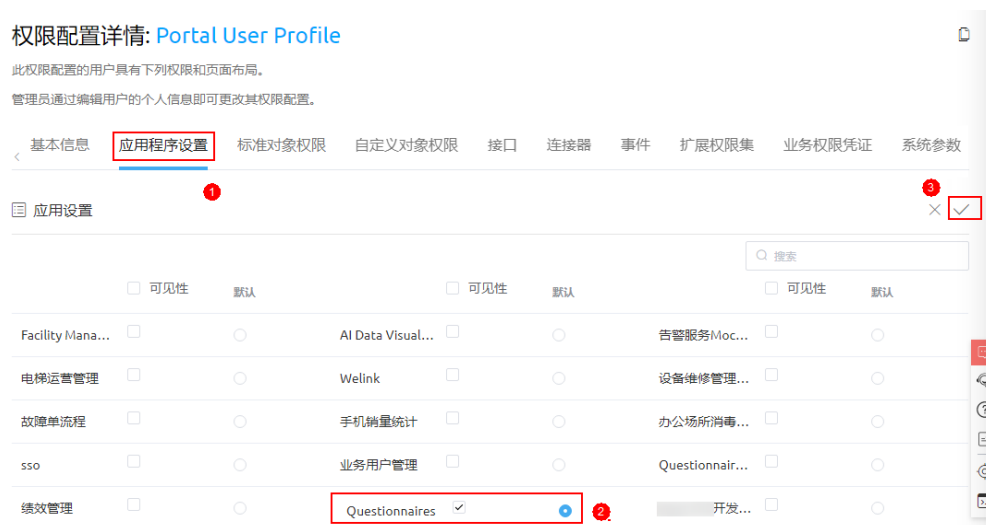 权限配置详情: Portal User Profile
此权限配置的用户具有下列权限和页面布局。
管理员通过编辑用户的个人信息即可更改其权限配置。
基本信息 应用程序设置 标准对象权限 自定义对象权限 接口 连接器 事件 扩展权限集 业务权限凭证 系统参数
1
3
应用设置
搜索
可见性 默认 可见性 默认 可见性 默认
Facility Mana... AI Data Visual... 告警服务Moc...
电梯运营管理 Welink 设备维修管理...
故障单流程 手机销量统计 办公场所消毒...
sso 业务用户管理 Questionnair...
绩效管理 Questionnaires 2 开发...